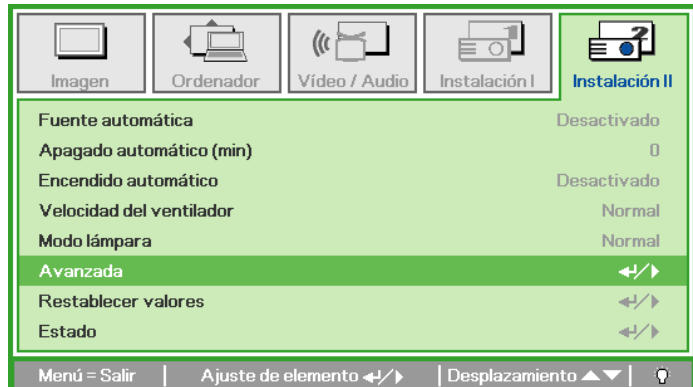 Imagen Ordenador Vídeo / Audio Instalación I Instalación II
Fuente automática Desactivado
Apagado automático (min) 0
Encendido automático Desactivado
Velocidad del ventilador Normal
Modo lámpara Normal
Avanzada
Restablecer valores
Estado
Menú = Salir Ajuste de elemento Desplazamiento